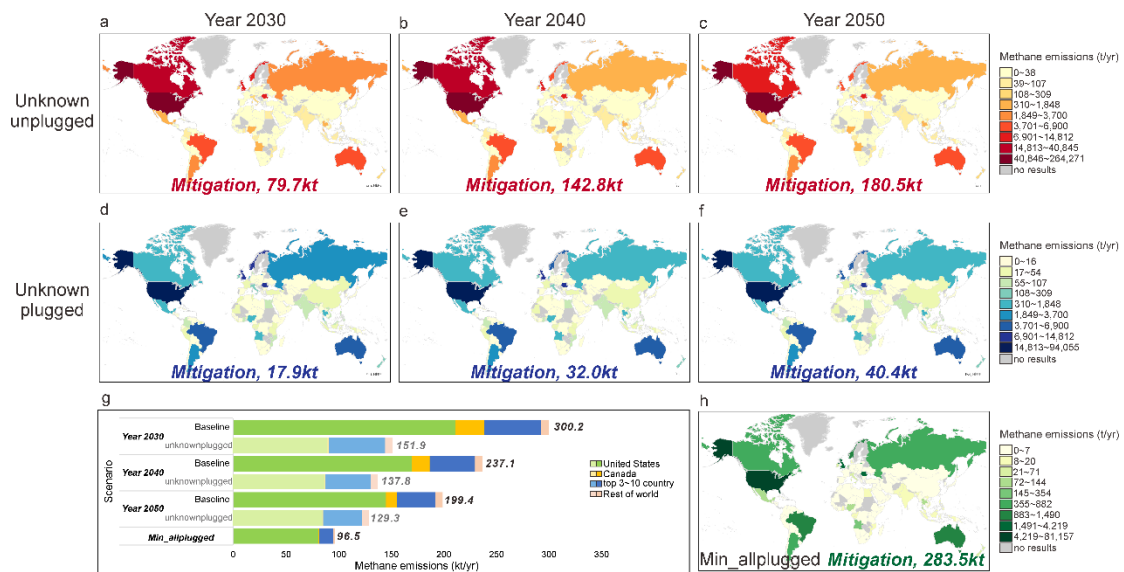 Year 2030
Year 2040
Year 2050
a
b
c
Unknown
unplugged
Mitigation, 79.7kt
Mitigation, 142.8kt
Mitigation, 180.5kt
Methane emissions (t/yr)
0~38
39~107
108~309
310~1,848
1,849~3,700
3,701~6,900
6,901~14,812
14,813~40,845
40,846~264,271
no results
d
e
f
Unknown
plugged
Mitigation, 17.9kt
Mitigation, 32.0kt
Mitigation, 40.4kt
Methane emissions (t/yr)
0~16
17~54
55~107
108~309
310~1,848
1,849~3,700
3,701~6,900
6,901~14,812
14,813~94,055
no results
g
Scenario
Year 2030
Baseline
300.2
unknownplugged
151.9
Year 2040
Baseline
237.1
unknownplugged
137.8
Year 2050
Baseline
199.4
unknownplugged
129.3
Min_allplugged
96.5
United States
Canada
top 3~10 country
Rest of world
0 50 100 150 200 250 300 350
Methane emissions (kt/yr)
h
Min_allplugged
Mitigation, 283.5kt
Methane emissions (t/yr)
0~7
8~20
21~71
72~144
145~354
355~882
883~1,490
1,491~4,219
4,219~81,157
no results